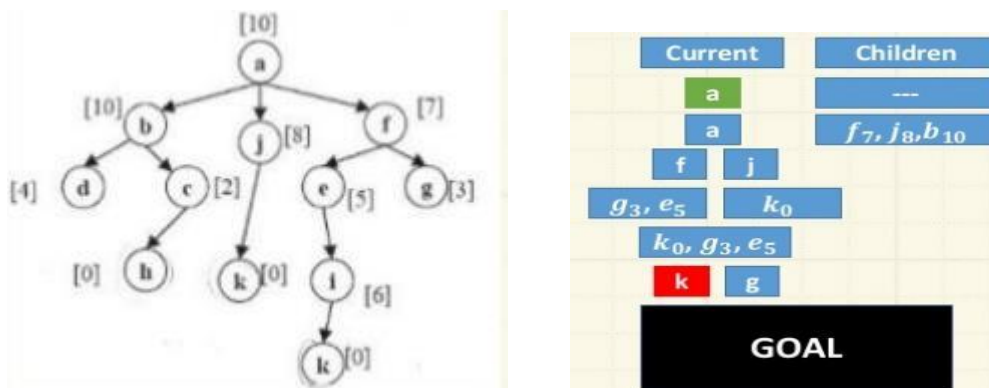 [10]
a
[10]
b
j
[8]
f
[7]
[4]
d
c
[2]
e
[5]
g
[3]
[0]
h
k
[0]
i
[6]
k
[0]
Current Children
a ---
a f7, j8,b10
f j
g3, e5 k0
k0, g3, e5
k g
GOAL